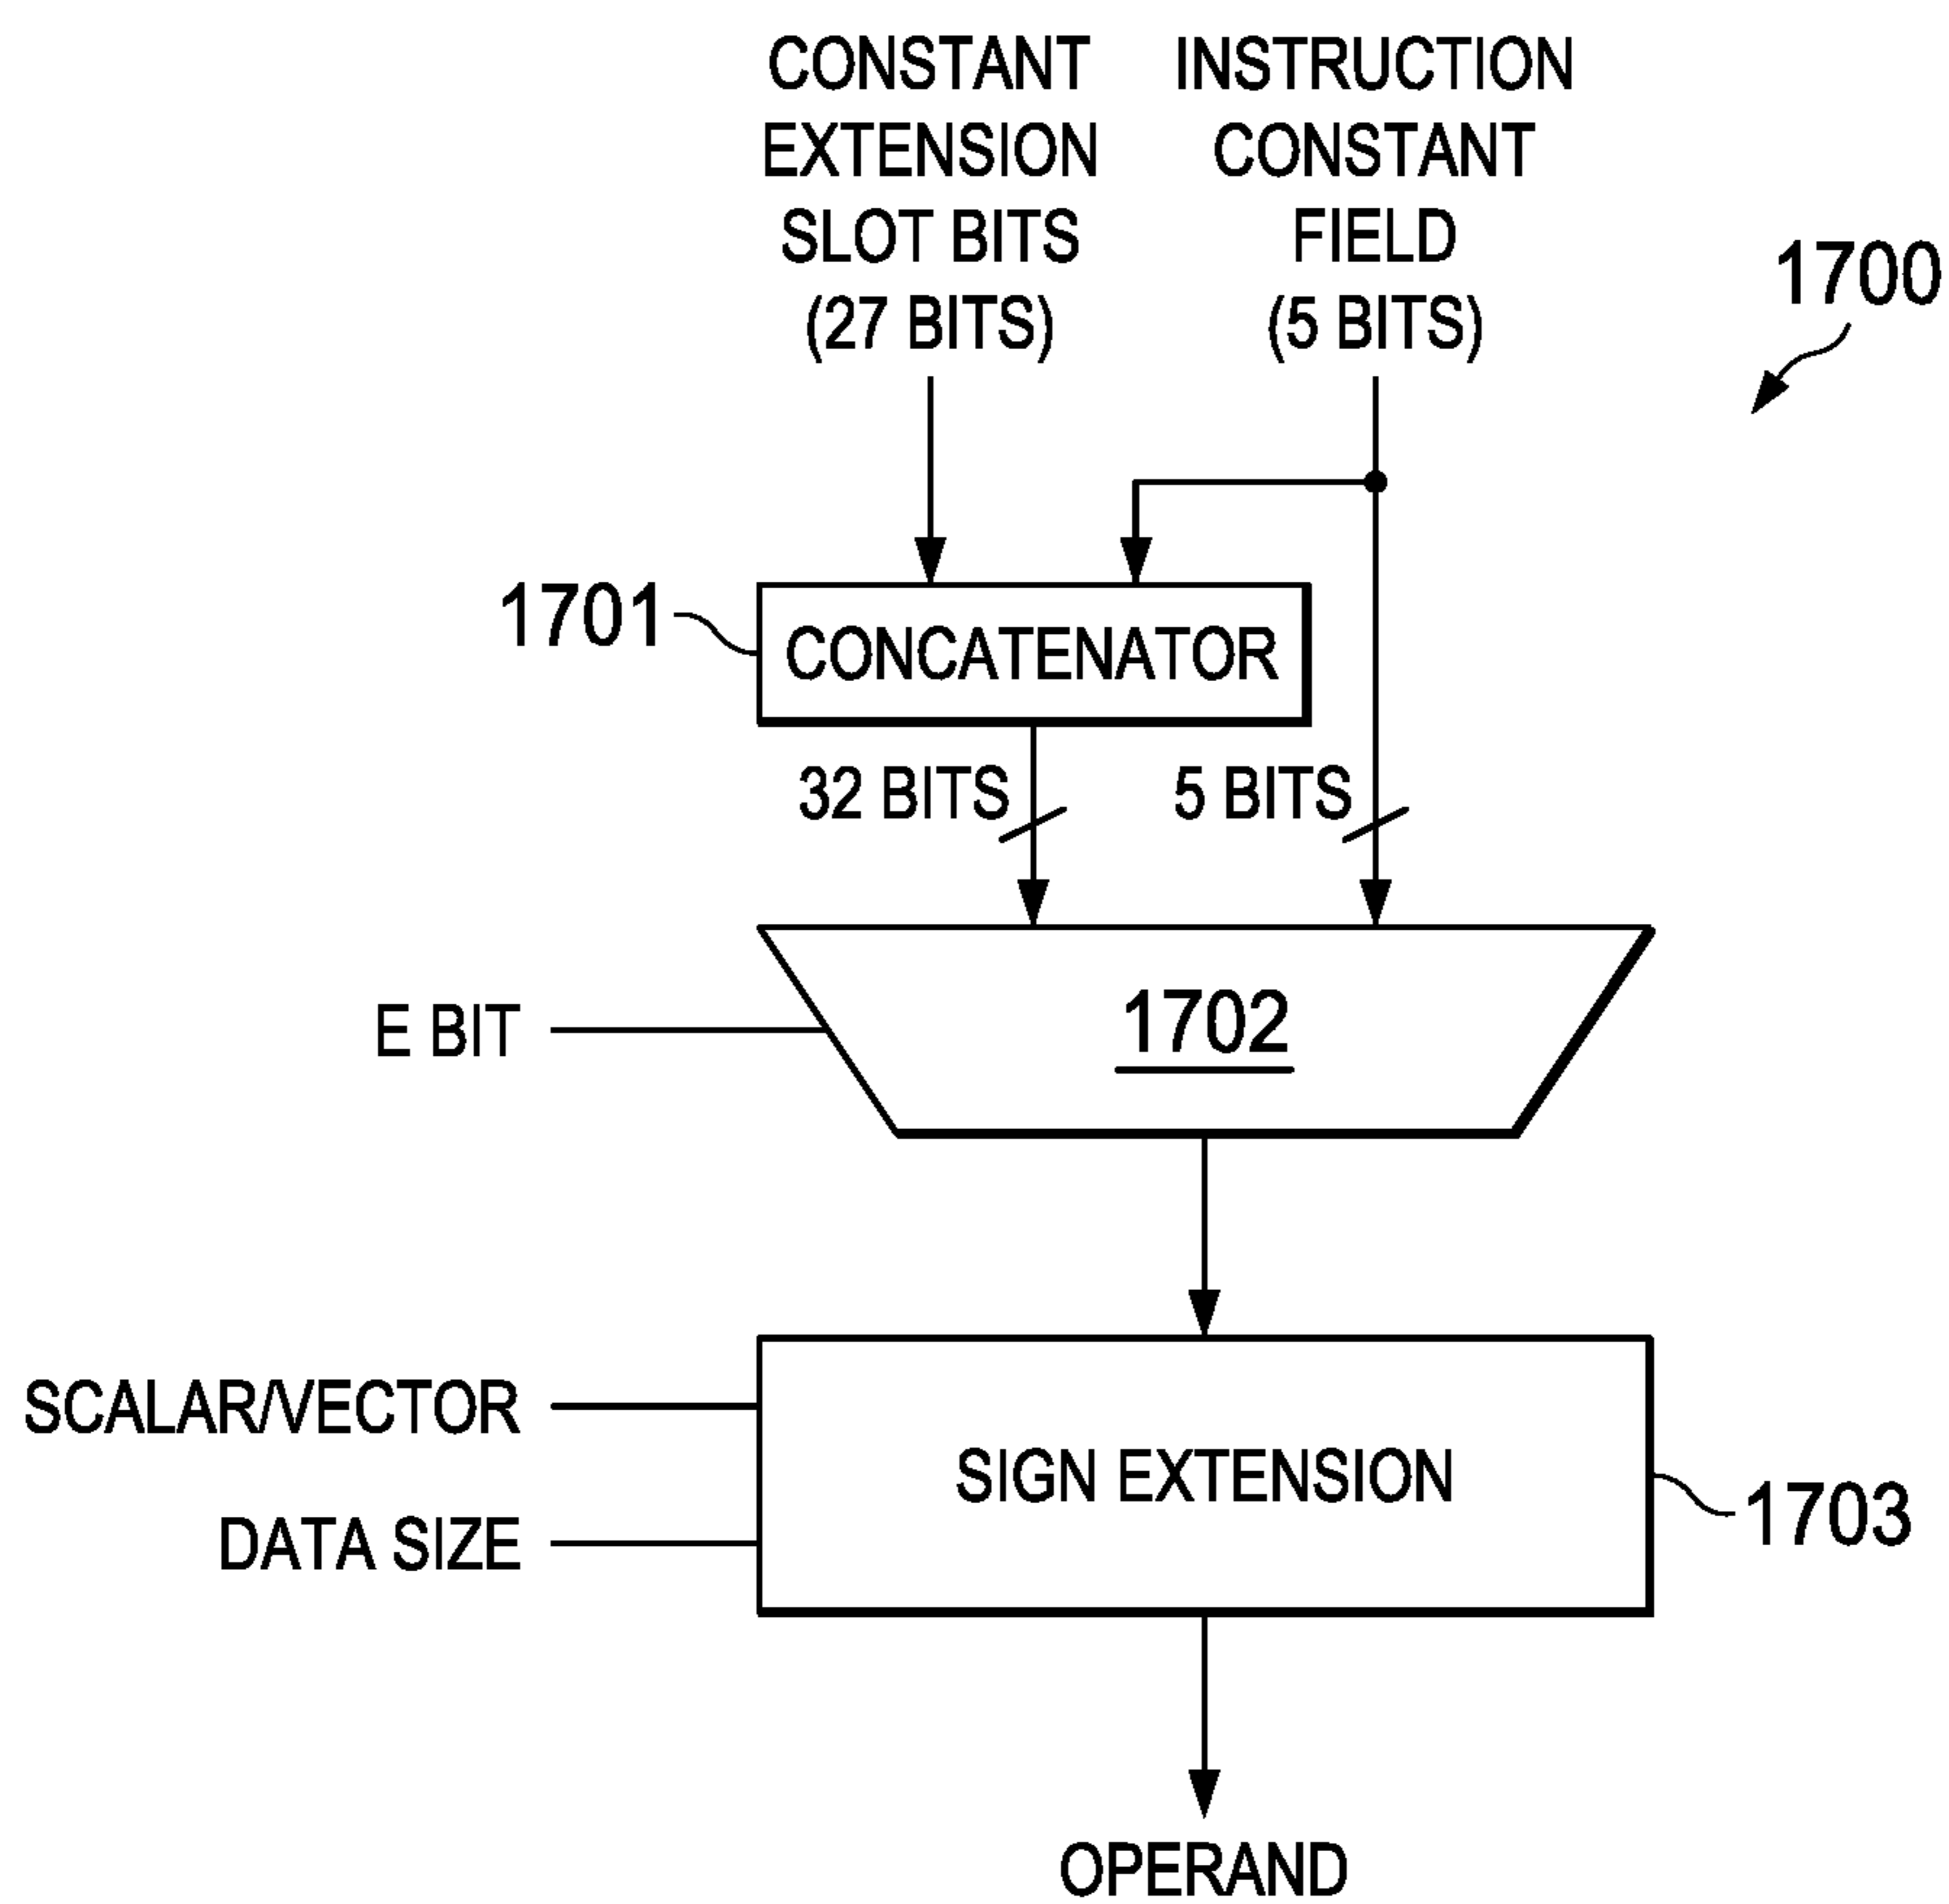 CONSTANT
EXTENSION
SLOT BITS
(27 BITS)
INSTRUCTION
CONSTANT
FIELD
(5 BITS)
1700
1701
CONCATENATOR
32 BITS
5 BITS
E BIT
1702
SCALAR/VECTOR
DATA SIZE
SIGN EXTENSION
1703
OPERAND